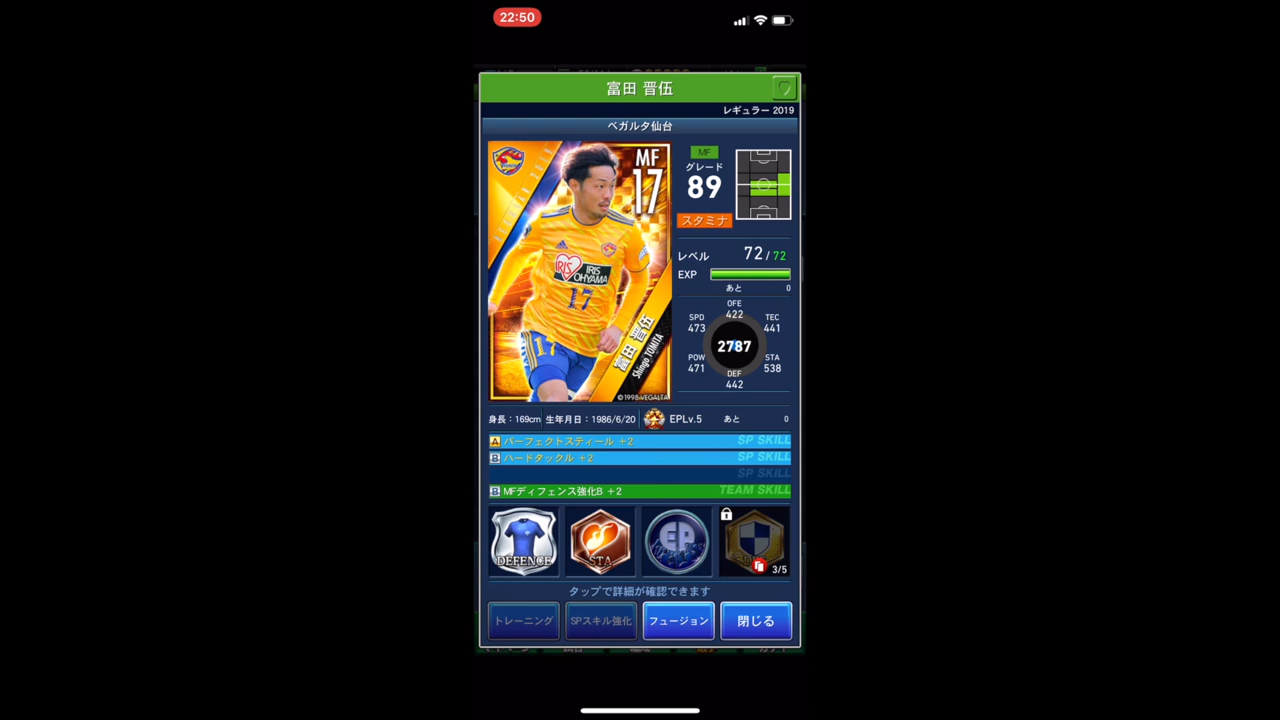 22:50
富田 晋伍
レギュラー 2019
ベガルタ仙台
MF
17
MF
グレード
89
スタミナ
レベル 72/72
EXP
あと 0
OFE
422
SPD
473
TEC
441
2787
POW
471
STA
538
DEF
442
17
IRIS
IRIS
OHYAMA
17
富田 晋伍
Shingo TOMITA
©1998 VEGALTA
身長:169cm 生年月日:1986/6/20 EPLv.5 あと 0
A パーフェクトスティール +2 SP SKILL
B ハードタックル +2 SP SKILL
SP SKILL
B MFディフェンス強化B +2 TEAM SKILL
DEFENCE
STA
EP
3/5
タップで詳細が確認できます
トレーニング
SPスキル強化
フュージョン
閉じる